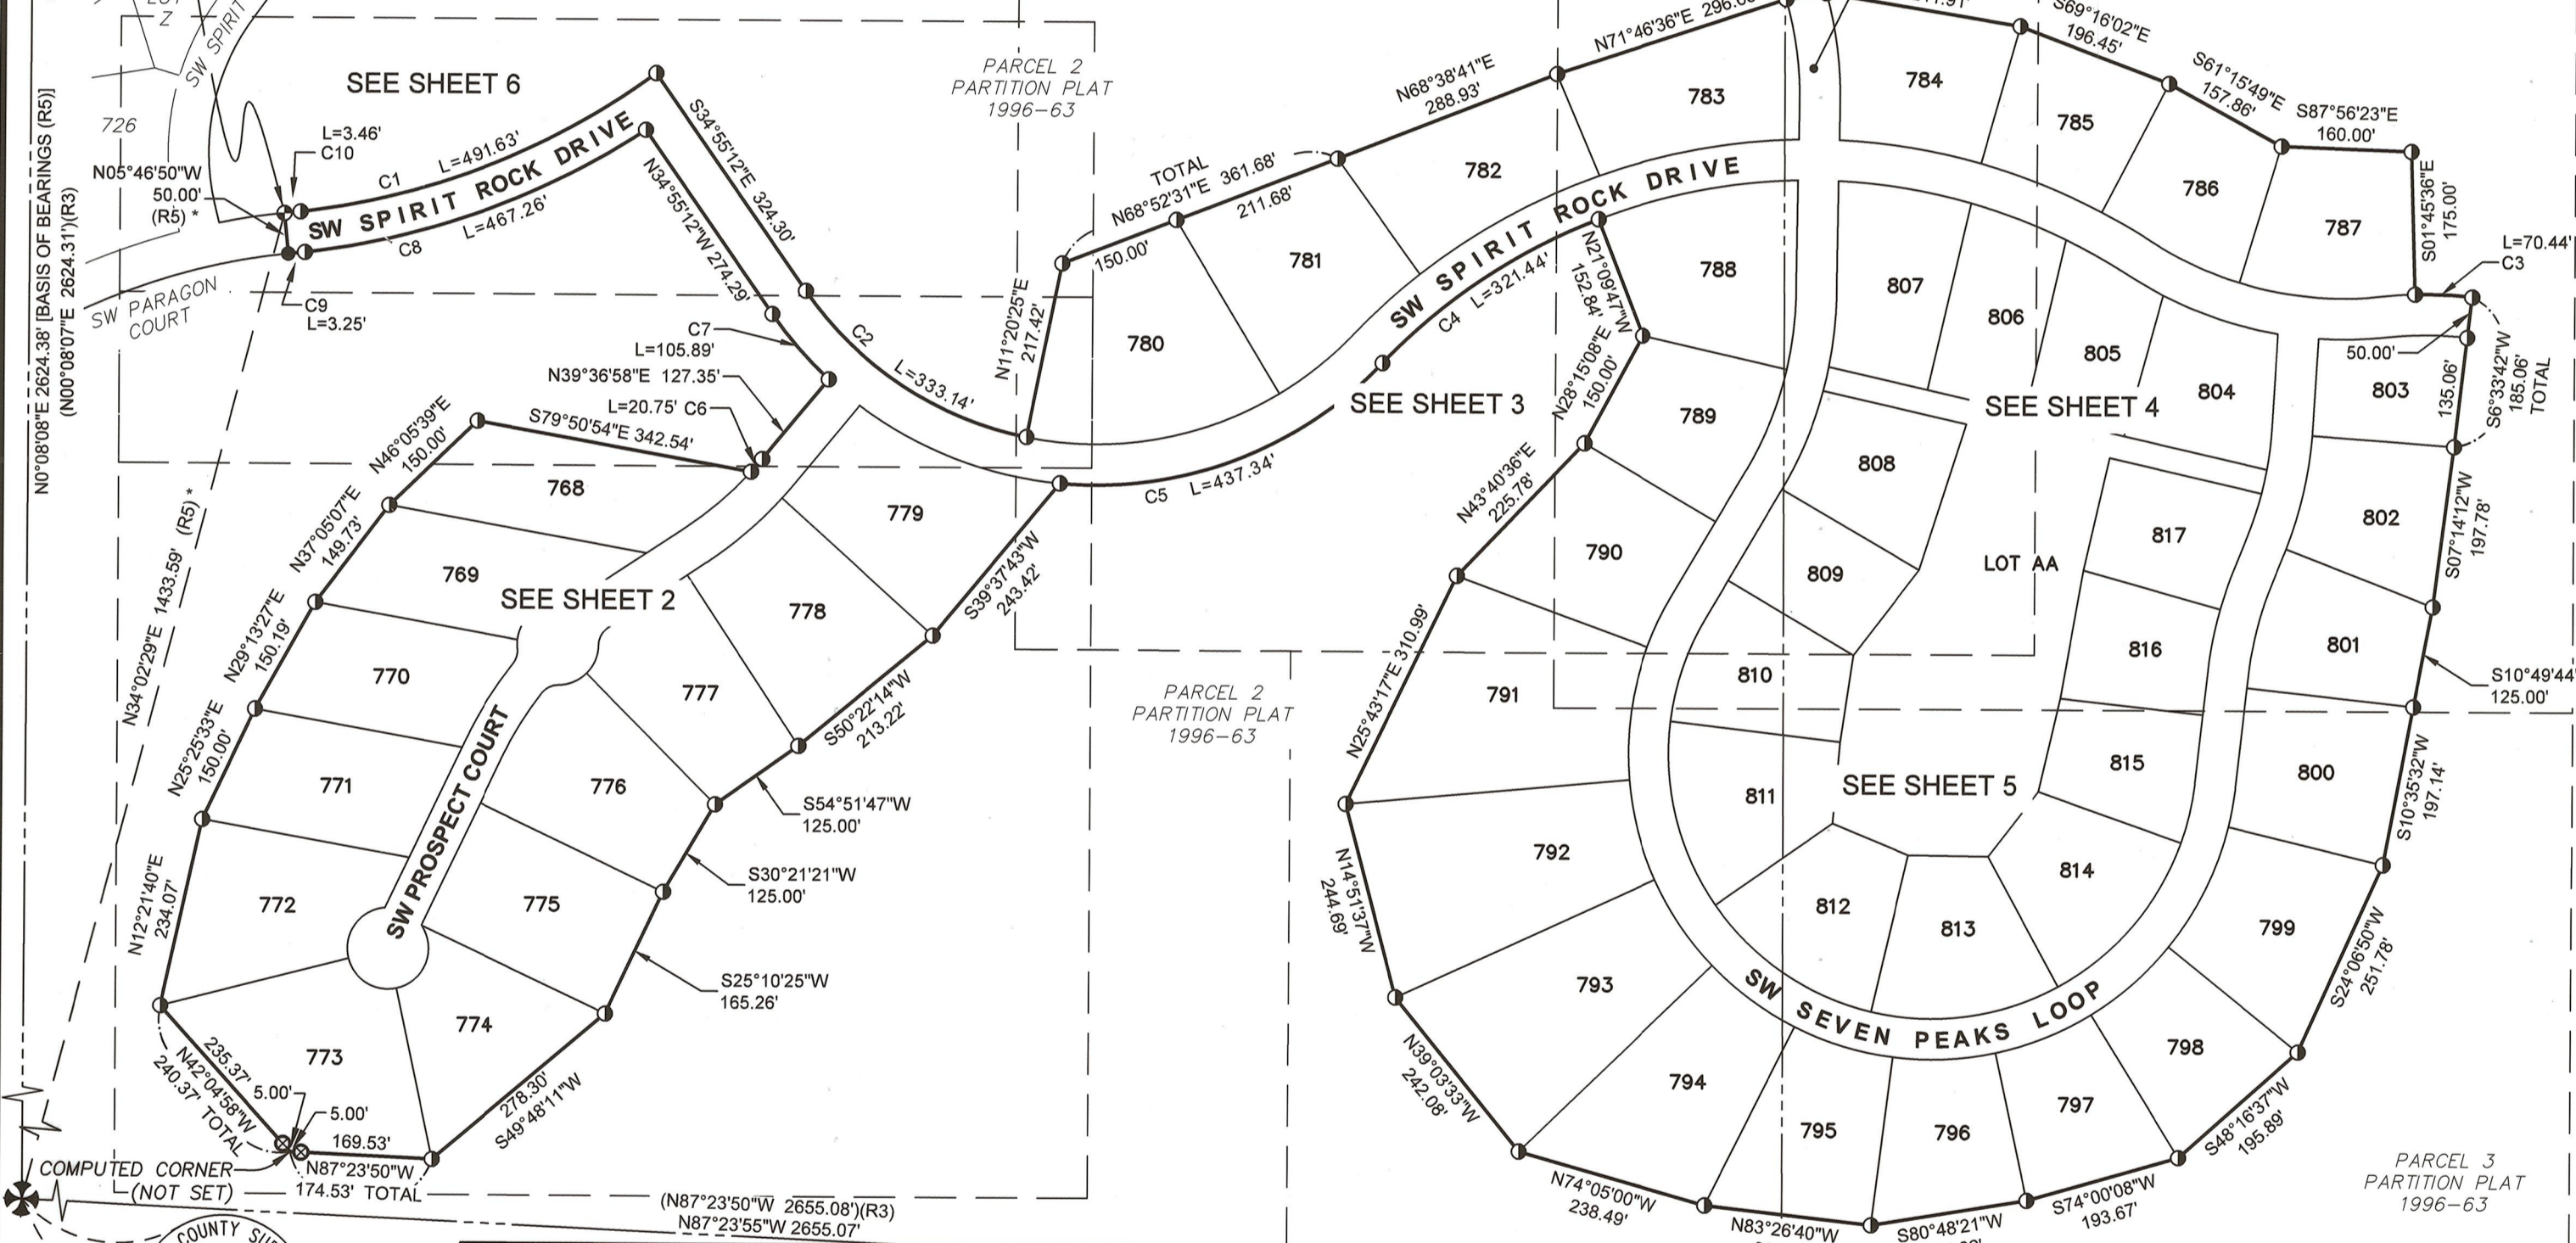 LOT
Z
SW SPIRIT
726
SEE SHEET 6
L=3.46'
C10
N05°46'50"W
50.00'
(R5) *
C1
L=491.63'
SW SPIRIT ROCK DRIVE
C8
L=467.26'
SW PARAGON
COURT
C9
L=3.25'
N0°08'08"E 2624.38' [BASIS OF BEARINGS (R5)]
(N00°08'07"E 2624.31')(R3)
N34°02'29"E 1433.59' (R5) *
S34°55'12"E 324.30'
N34°55'12"W 274.29'
C7
L=105.89'
N39°36'58"E 127.35'
L=20.75' C6
C2
L=333.14'
PARCEL 2
PARTITION PLAT
1996-63
N11°20'25"E
217.42'
TOTAL
N68°52'31"E 361.68'
150.00'
211.68'
N68°38'41"E
288.93'
N71°46'36"E
S69°16'02"E
196.45'
S61°15'49"E
157.86'
S87°56'23"E
160.00'
S01°45'36"E
175.00'
L=70.44'
C3
50.00'
135.06'
S6°33'42"W
185.06'
TOTAL
780
781
782
783
784
785
786
787
SW SPIRIT ROCK DRIVE
C4 L=321.44'
C5 L=437.34'
SEE SHEET 3
N21°09'47"W
152.84'
N28°15'08"E
150.00'
N43°40'36"E
225.78'
N25°43'17"E 310.99'
N14°51'37"W
244.69'
N39°03'33"W
242.08'
N74°05'00"W
238.49'
N83°26'40"W
S80°48'21"W
S74°00'08"W
193.67'
S48°16'37"W
195.89'
S24°06'50"W
251.78'
S10°35'32"W
197.14'
S10°49'44"
125.00'
S07°14'12"W
197.78'
788
807
806
805
804
803
SEE SHEET 4
789
808
802
817
790
809
LOT AA
816
801
810
791
815
800
811
SEE SHEET 5
792
812
813
814
799
793
SW SEVEN PEAKS LOOP
794
795
796
797
798
N46°05'39"E
150.00'
S79°50'54"E 342.54'
N37°05'07"E
149.73'
N29°13'27"E
150.19'
N25°25'33"E
150.00'
N12°21'40"E
234.07'
768
769
SEE SHEET 2
770
771
772
773
774
775
776
777
778
779
SW PROSPECT COURT
S39°37'43"W
243.42'
S50°22'14"W
213.22'
S54°51'47"W
125.00'
S30°21'21"W
125.00'
S25°10'25"W
165.26'
278.30'
S49°48'11"W
235.37'
N42°04'58"W
240.37' TOTAL
5.00'
5.00'
169.53'
N87°23'50"W
174.53' TOTAL
COMPUTED CORNER
(NOT SET)
(N87°23'50"W 2655.08')(R3)
N87°23'55"W 2655.07'
COUNTY
PARCEL 2
PARTITION PLAT
1996-63
PARCEL 3
PARTITION PLAT
1996-63